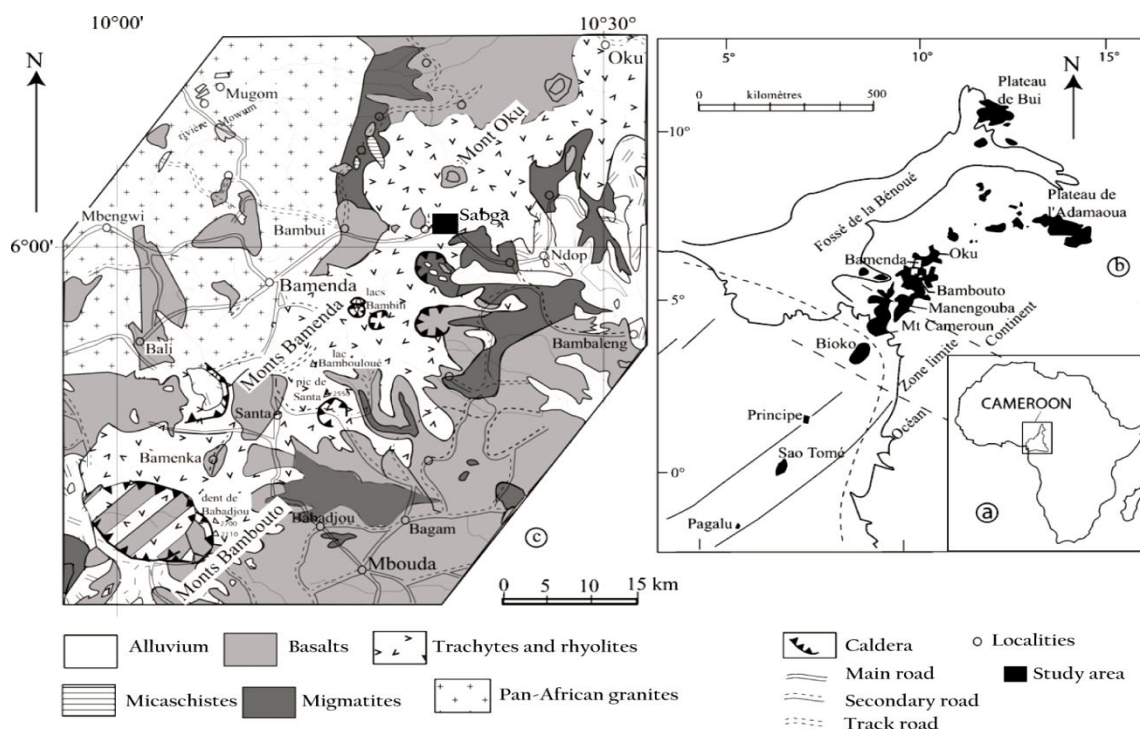 10°00'
10°30°
N
Oku
Mugom
rivière Mowum
Mont Oku
Sabga
Mbengwi
Bambui
6°00'
Ndop
Bamenda
lacs
Bambili
Monts Bamenda
Bali
Bambaleng
lac
Bambouloué
pic de
Santa
2550
Santa
Bamenka
dent de
Babadjou
2700
2110
Monts Bambouto
Babadjou
Bagam
Mbouda
c
0 5 10 15 km
5°
10°
15°
0 kilomètres 500
N
Plateau
de Bui
10°
Fossé de la Bénoué
Plateau de
l'Adamaoua
b
Bamenda
Oku
Bambouto
5°
Manengouba
Mt Cameroun
Bioko
Zone limite
Continent
Océan
Principe
CAMEROON
0°
Sao Tomé
Pagalu
a
Alluvium
Basalts
Trachytes and rhyolites
Micaschistes
Migmatites
Pan-African granites
Caldera
Localities
Main road
Study area
Secondary road
Track road